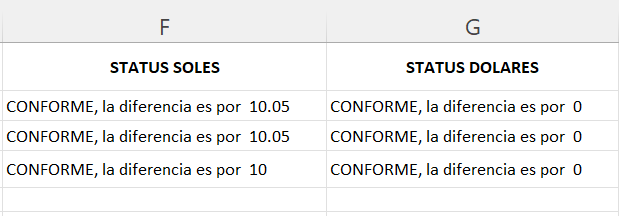 F G
STATUS SOLES STATUS DOLARES
CONFORME, la diferencia es por  10.05 CONFORME, la diferencia es por  0
CONFORME, la diferencia es por  10.05 CONFORME, la diferencia es por  0
CONFORME, la diferencia es por  10 CONFORME, la diferencia es por  0